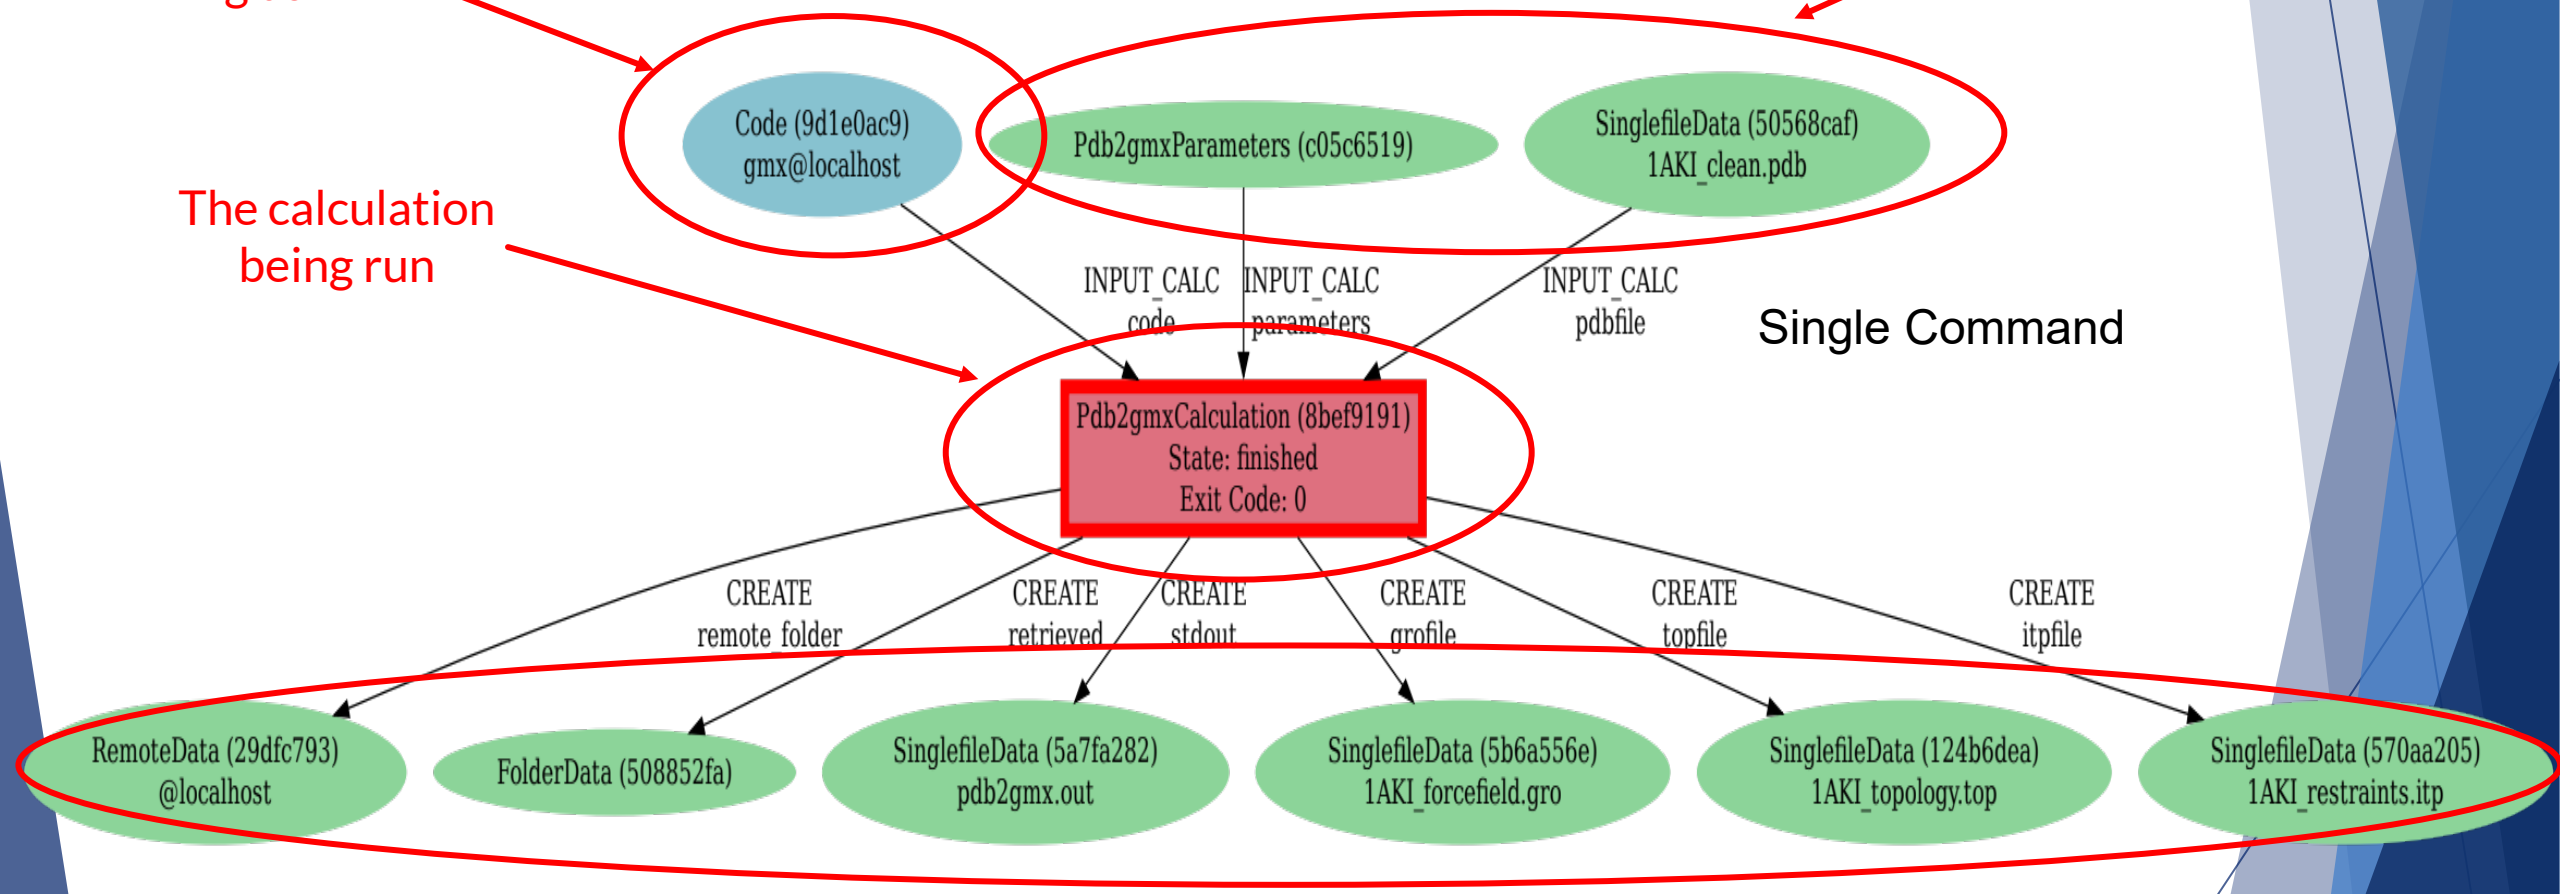 Code (9d1e0ac9)
gmx@localhost
Pdb2gmxParameters (c05c6519)
SinglefileData (50568caf)
1AKI_clean.pdb
The calculation
being run
INPUT_CALC
code
INPUT_CALC
parameters
INPUT_CALC
pdbfile
Single Command
Pdb2gmxCalculation (8bef9191)
State: finished
Exit Code: 0
CREATE
remote_folder
CREATE
retrieved
CREATE
stdout
CREATE
grofile
CREATE
topfile
CREATE
itpfile
RemoteData (29dfc793)
@localhost
FolderData (508852fa)
SinglefileData (5a7fa282)
pdb2gmx.out
SinglefileData (5b6a556e)
1AKI_forcefield.gro
SinglefileData (124b6dea)
1AKI_topology.top
SinglefileData (570aa205)
1AKI_restraints.itp